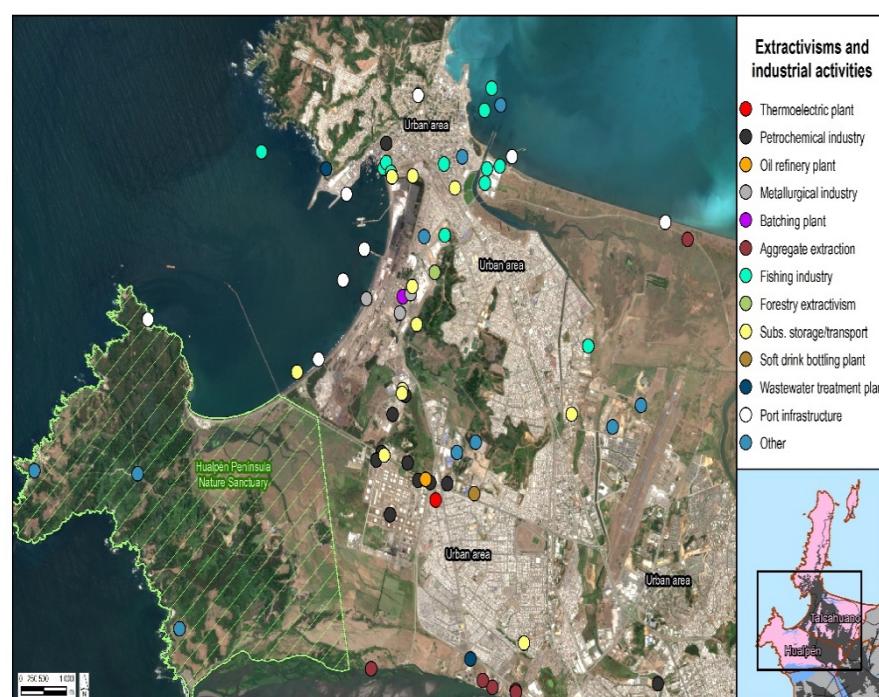 Extractivisms and
industrial activities
Thermoelectric plant
Petrochemical industry
Oil refinery plant
Metallurgical industry
Batching plant
Aggregate extraction
Fishing industry
Forestry extractivism
Subs. storage/transport
Soft drink bottling plant
Wastewater treatment plan
Port infrastructure
Other
Urban area
Urban area
Hualpén Peninsula
Nature Sanctuary
Urban area
Urban area
Talcahuano
Hualpén